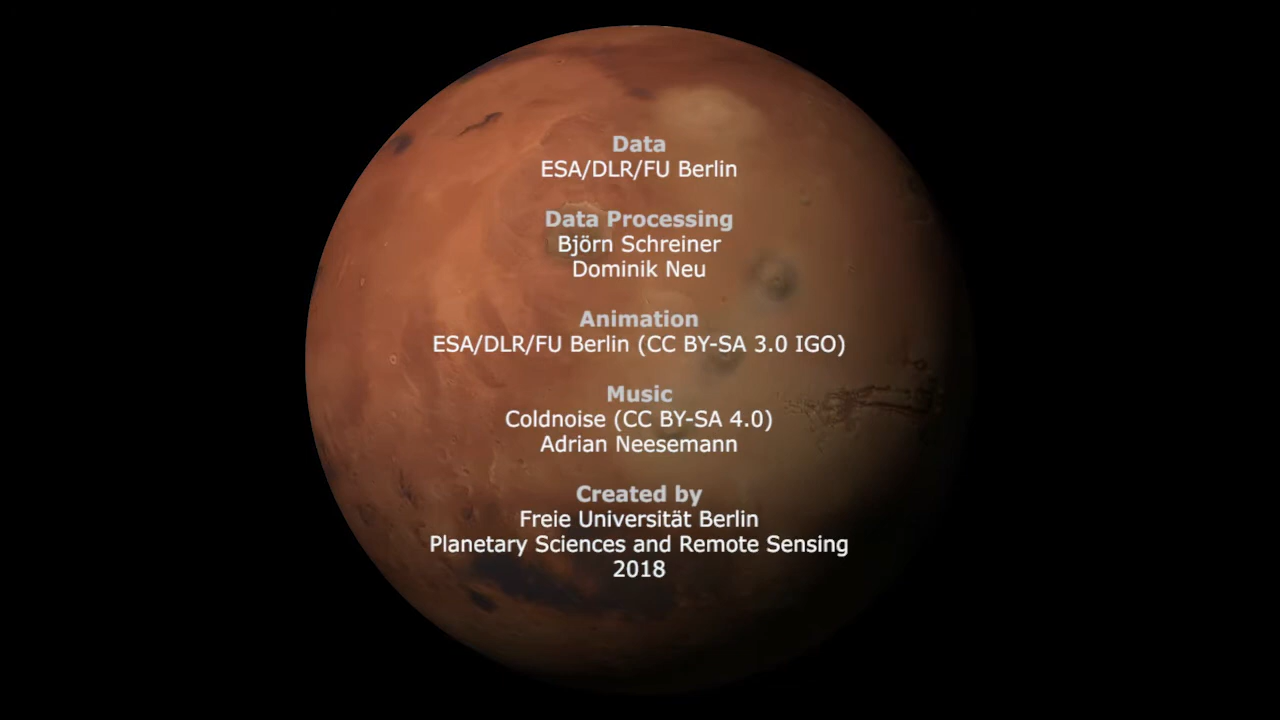 Data
ESA/DLR/FU Berlin
Data Processing
Björn Schreiner
Dominik Neu
Animation
ESA/DLR/FU Berlin (CC BY-SA 3.0 IGO)
Music
Coldnoise (CC BY-SA 4.0)
Adrian Neesemann
Created by
Freie Universität Berlin
Planetary Sciences and Remote Sensing
2018